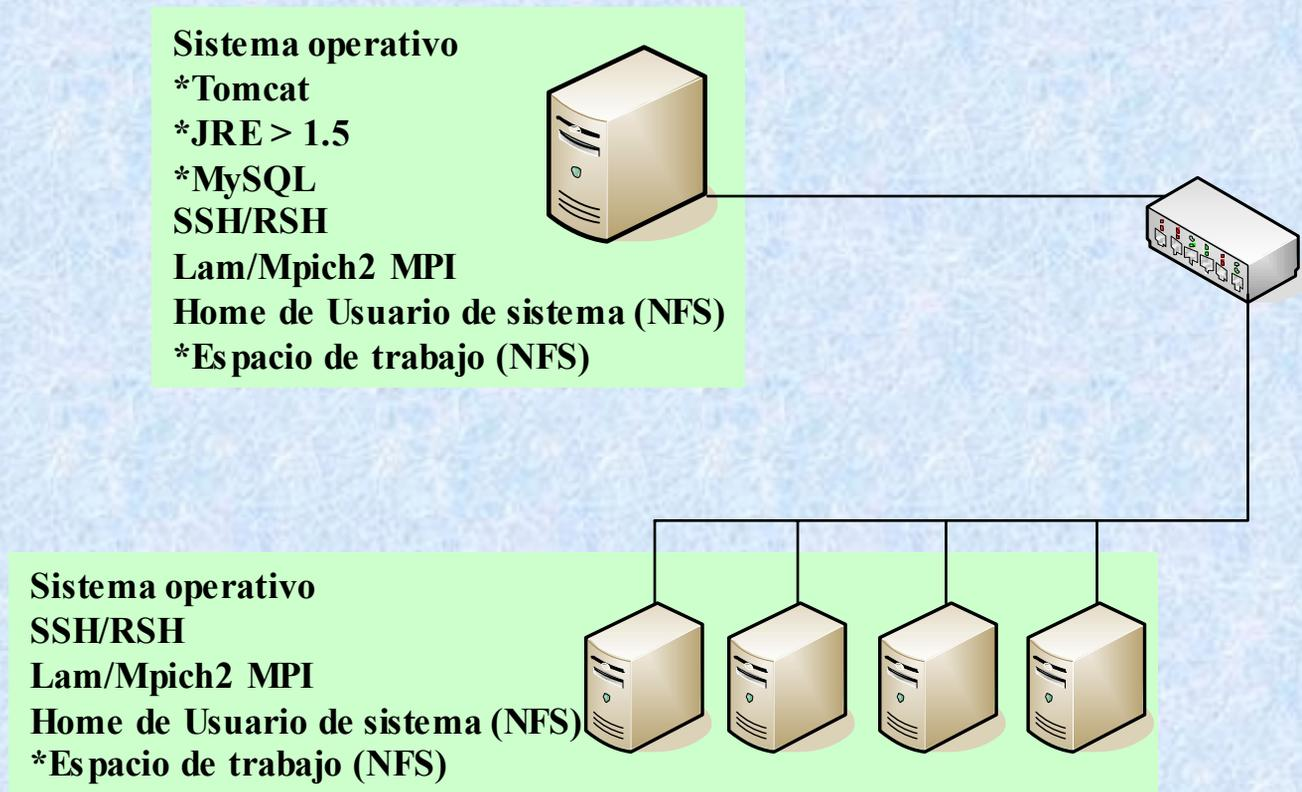 Sistema operativo
*Tomcat
*JRE > 1.5
*MySQL
SSH/RSH
Lam/Mpich2 MPI
Home de Usuario de sistema (NFS)
*Espacio de trabajo (NFS)
Sistema operativo
SSH/RSH
Lam/Mpich2 MPI
Home de Usuario de sistema (NFS)
*Espacio de trabajo (NFS)